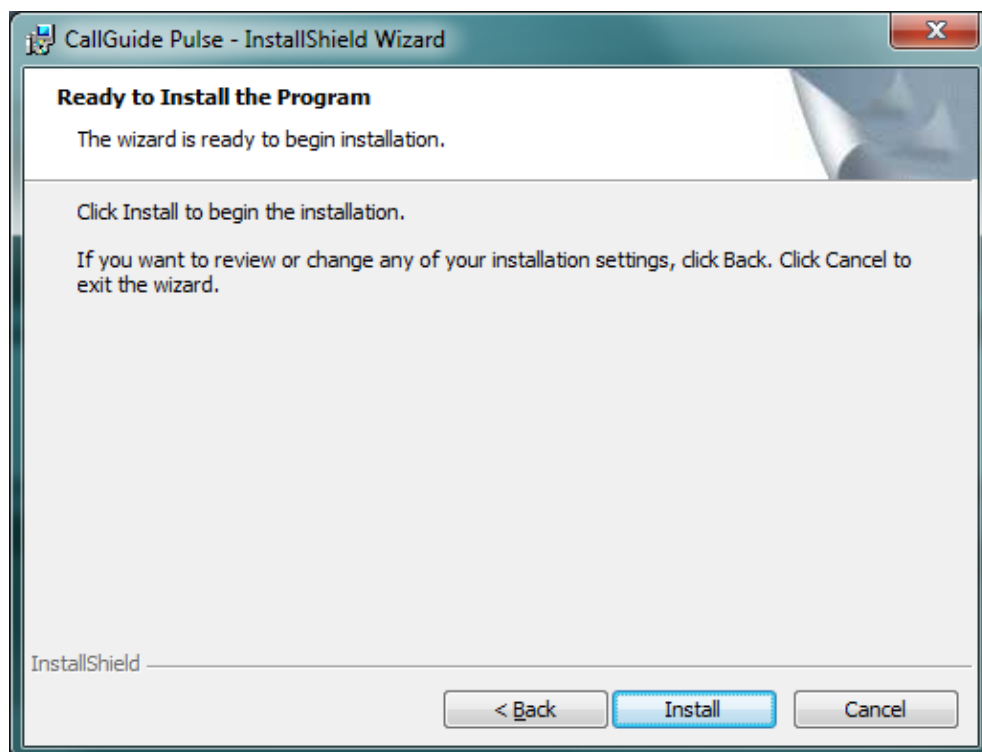 CallGuide Pulse - InstallShield Wizard
Ready to Install the Program
The wizard is ready to begin installation.
Click Install to begin the installation.
If you want to review or change any of your installation settings, click Back. Click Cancel to
exit the wizard.
InstallShield
< Back
Install
Cancel